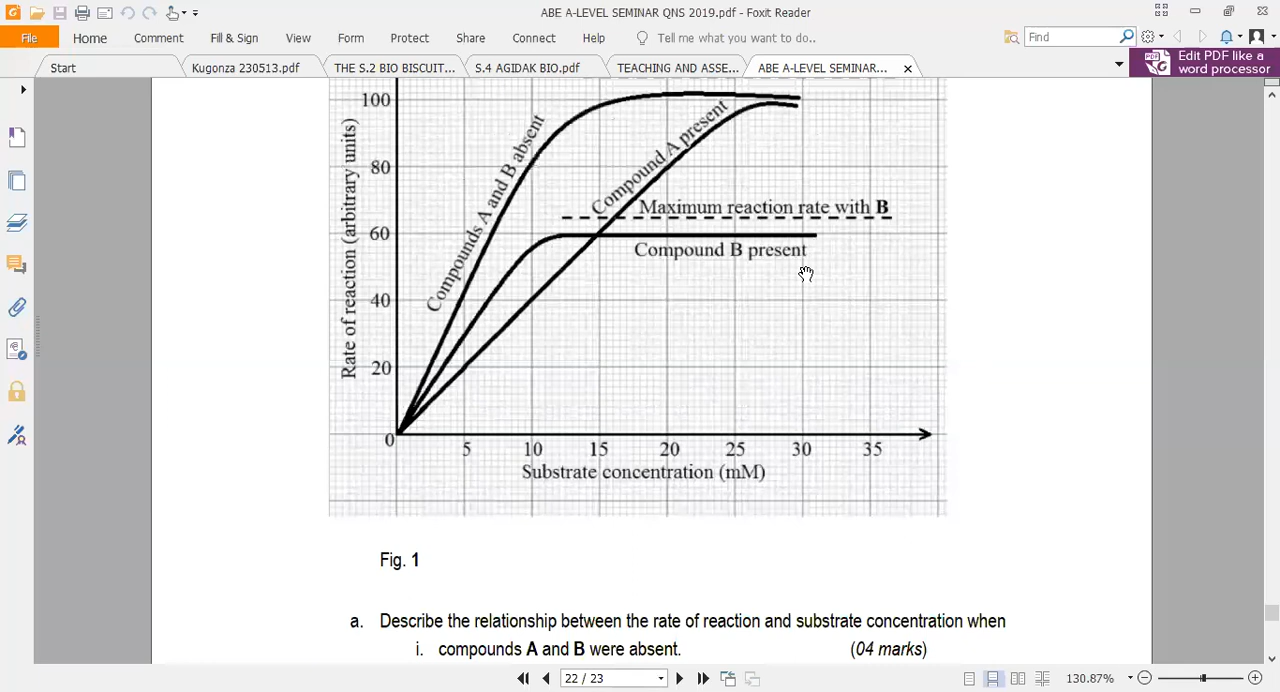 ABE A-LEVEL SEMINAR QNS 2019.pdf - Foxit Reader
File Home Comment Fill & Sign View Form Protect Share Connect Help Tell me what you want to do.. Find
Start Kugonza 230513.pdf THE S.2 BIO BISCUIT... 5.4 AGIDAK BIO.pdf TEACHING AND ASSE... ABE A-LEVEL SEMINAR...
Edit PDF like a
word processor
Rate of reaction (arbitrary units)
100
80
60
40
20
0
5 10 15 20 25 30 35
Substrate concentration (mM)
Compounds A and B absent
Compound A present
Maximum reaction rate with B
Compound B present
Fig. 1
a. Describe the relationship between the rate of reaction and substrate concentration when
i. compounds A and B were absent. (04 marks)
22 / 23
130.87%